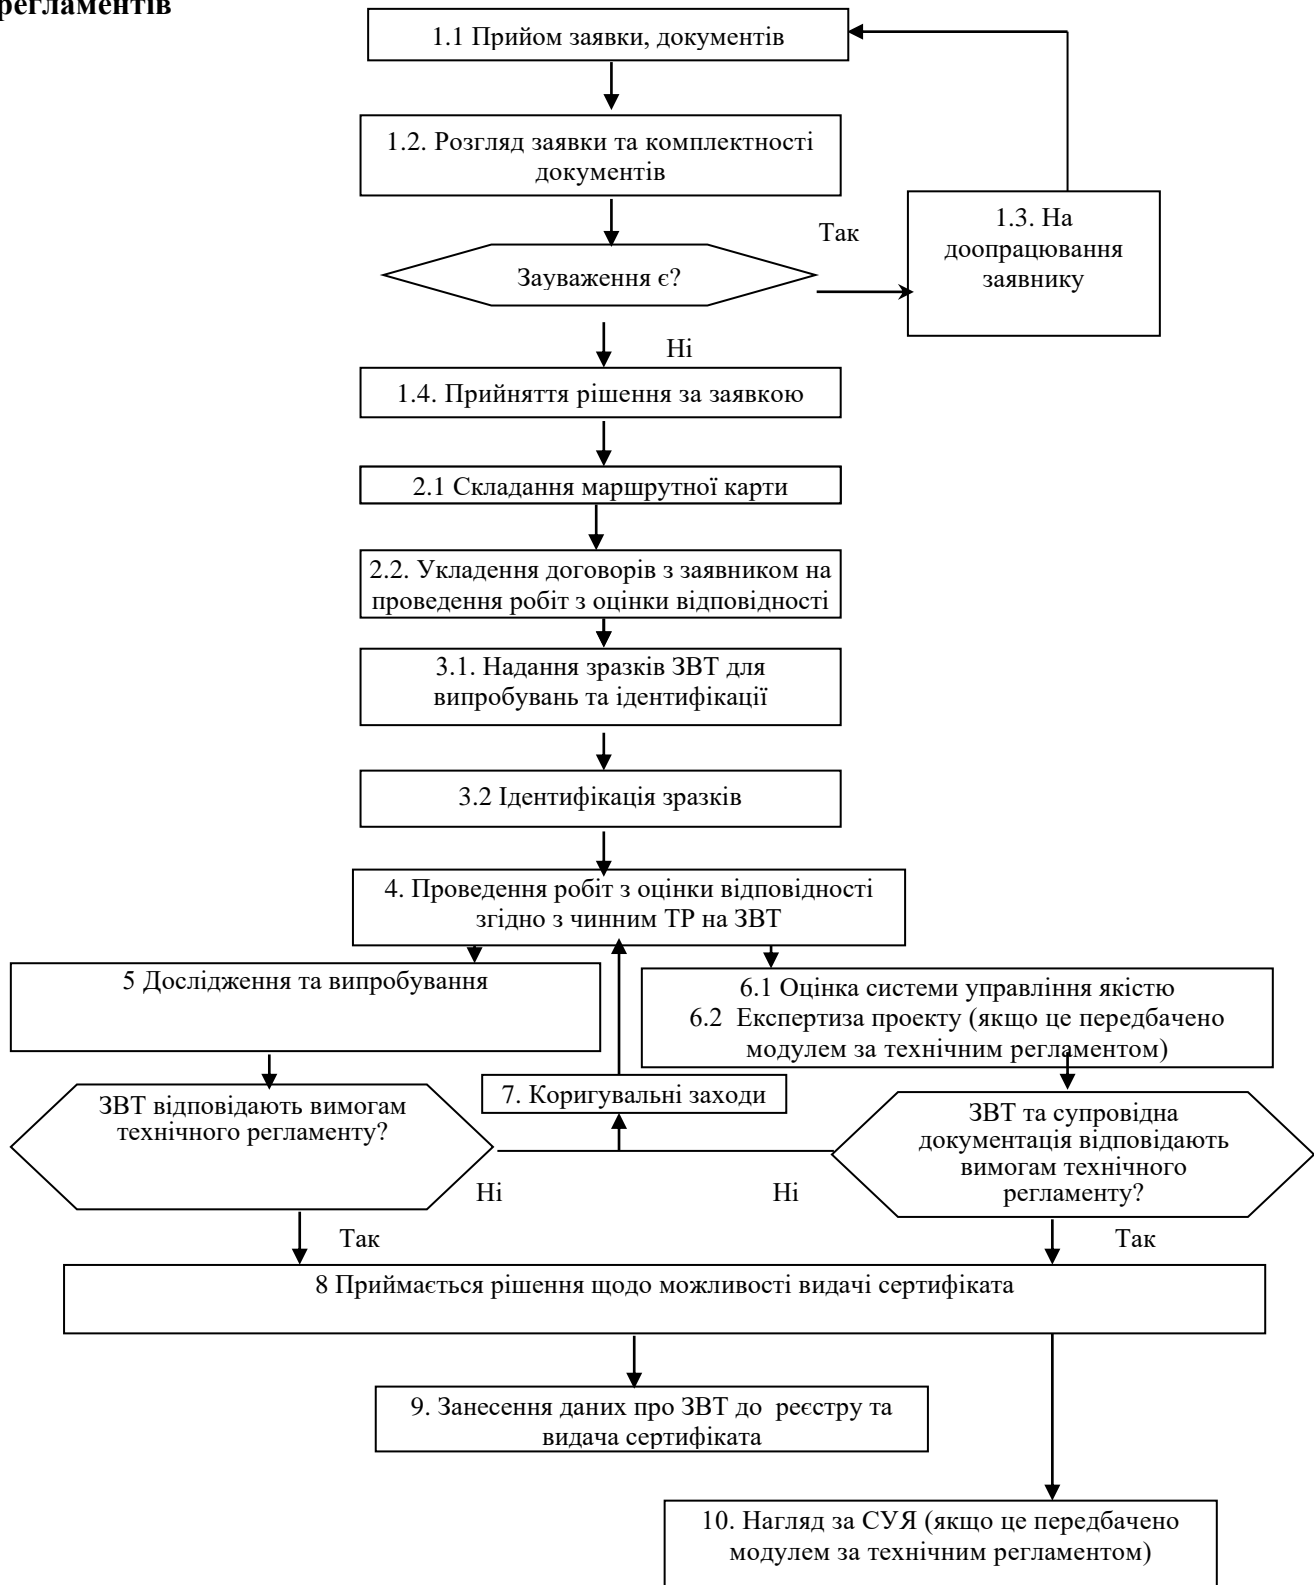 регламентів
1.1 Прийом заявки, документів
1.2. Розгляд заявки та комплектності
документів
Так
1.3. На
доопрацювання
заявнику
Зауваження є?
Ні
1.4. Прийняття рішення за заявкою
2.1 Складання маршрутної карти
2.2. Укладення договорів з заявником на
проведення робіт з оцінки відповідності
3.1. Надання зразків ЗВТ для
випробувань та ідентифікації
3.2 Ідентифікація зразків
4. Проведення робіт з оцінки відповідності
згідно з чинним ТР на ЗВТ
5 Дослідження та випробування
6.1 Оцінка системи управління якістю
6.2 Експертиза проекту (якщо це передбачено
модулем за технічним регламентом)
7. Коригувальні заходи
ЗВТ відповідають вимогам
технічного регламенту?
ЗВТ та супровідна
документація відповідають
вимогам технічного
регламенту?
Ні
Ні
Так
Так
8 Приймається рішення щодо можливості видачі сертифіката
9. Занесення даних про ЗВТ до реєстру та
видача сертифіката
10. Нагляд за СУЯ (якщо це передбачено
модулем за технічним регламентом)